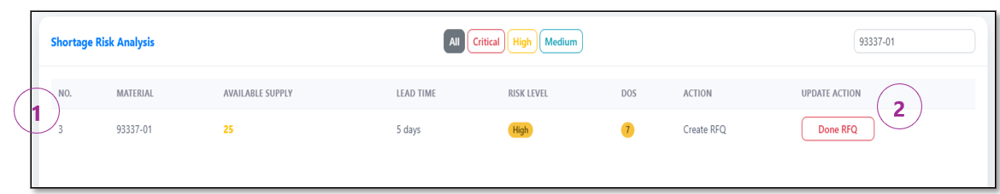 Shortage Risk Analysis All Critical High Medium 93337-01
NO. MATERIAL AVAILABLE SUPPLY LEAD TIME RISK LEVEL DOS ACTION UPDATE ACTION
1 2
3 93337-01 25 5 days High 7 Create RFQ Done RFQ